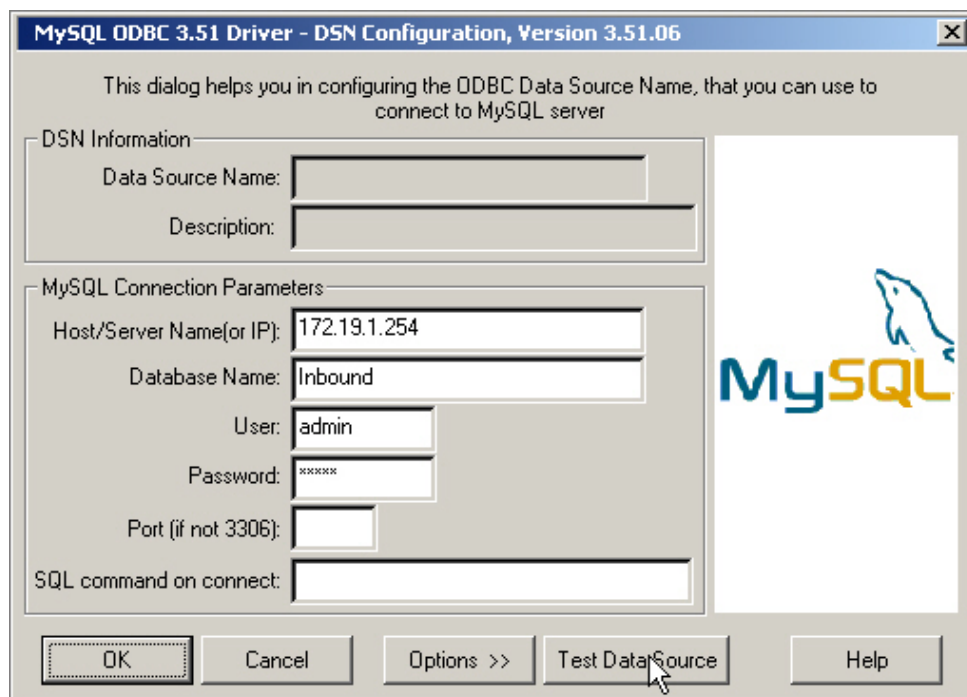 MySQL ODBC 3.51 Driver - DSN Configuration, Version 3.51.06
This dialog helps you in configuring the ODBC Data Source Name, that you can use to
connect to MySQL server
DSN Information
Data Source Name:
Description:
MySQL Connection Parameters
Host/Server Name(or IP): 172.19.1.254
Database Name: Inbound
User: admin
Password: *****
Port (if not 3306):
SQL command on connect:
MySQL
OK Cancel Options >> Test Data Source Help